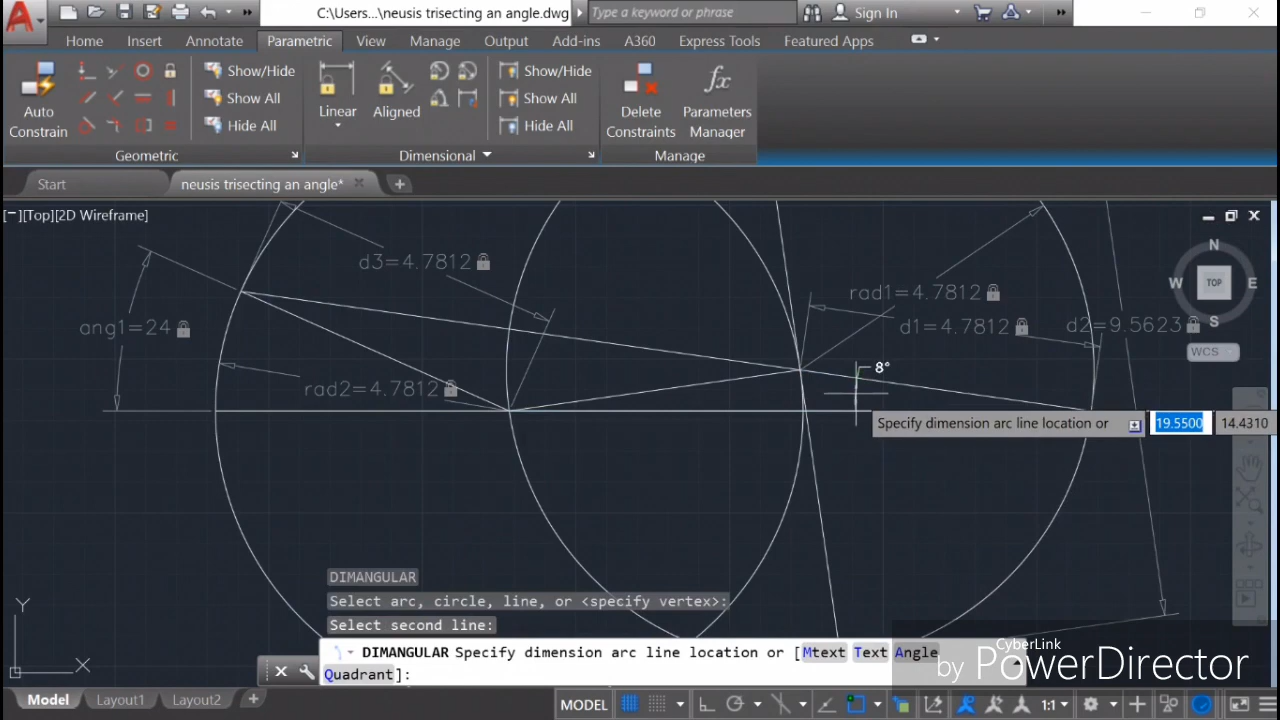 C:\Users...\neusis trisecting an angle.dwg
Type a keyword or phrase
Sign In
Home Insert Annotate Parametric View Manage Output Add-ins A360 Express Tools Featured Apps
Auto Constrain
Show/Hide
Show All
Hide All
Linear
Aligned
Show/Hide
Show All
Hide All
Delete Constraints
fx
Parameters Manager
Geometric
Dimensional
Manage
Start
neusis trisecting an angle*
[−][Top][2D Wireframe]
N
W TOP E
S
WCS
d3=4.7812
rad1=4.7812
ang1=24
d1=4.7812
d2=9.5623
8°
rad2=4.7812
Specify dimension arc line location or
19.5500
14.4310
DIMANGULAR
Select arc, circle, line, or <specify vertex>:
Select second line:
DIMANGULAR Specify dimension arc line location or [Mtext Text Angle
Quadrant]:
Y
X
CyberLink
by PowerDirector
Model Layout1 Layout2
MODEL
1:1